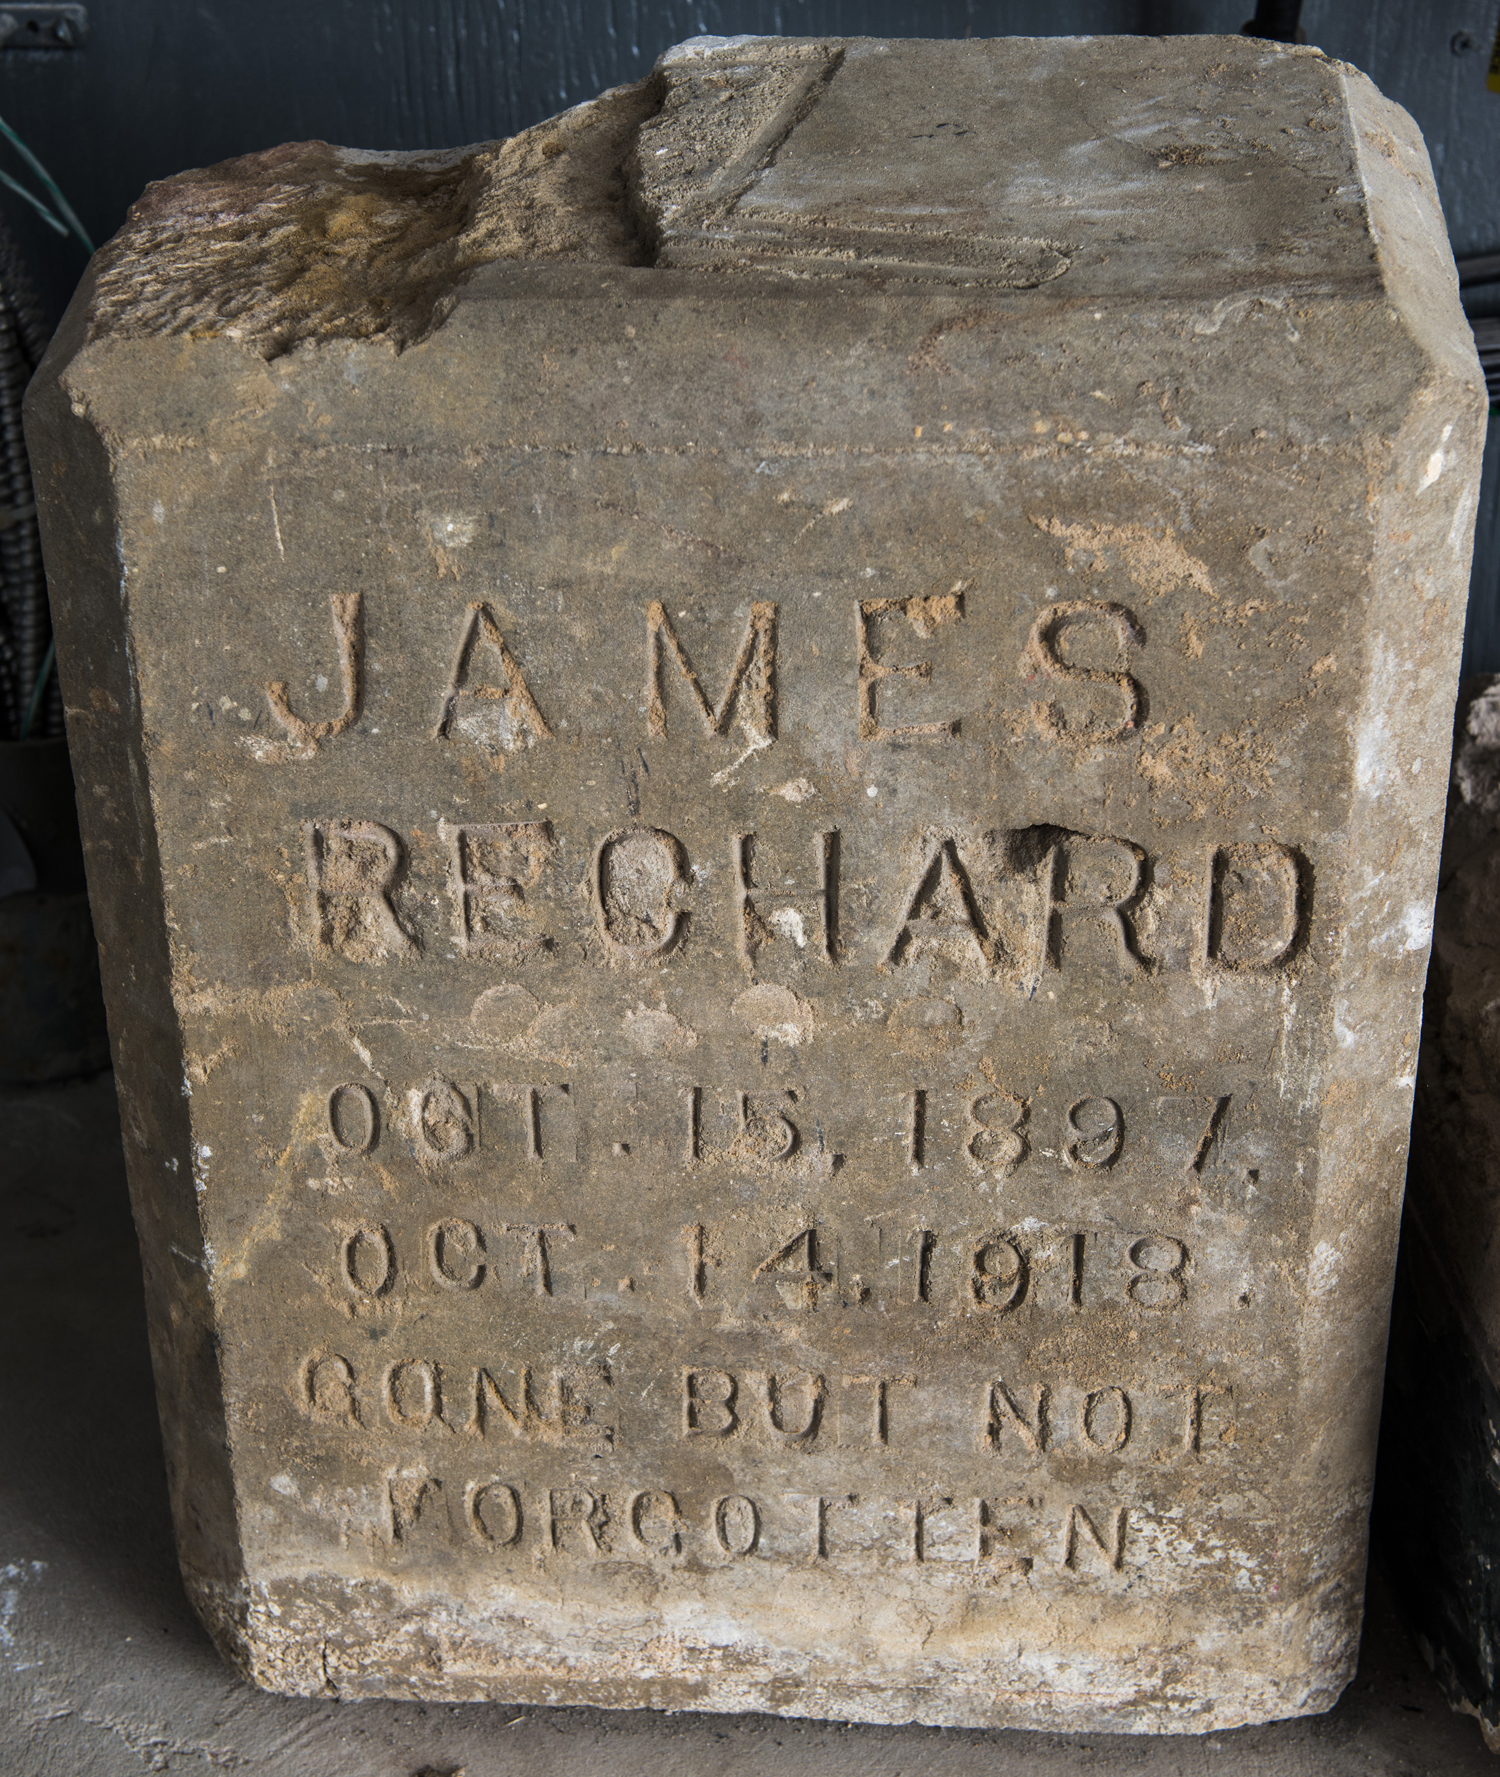 JAMES
RECHARD
OCT. 15, 1897,
OCT. 14, 1918.
GONE BUT NOT
FORGOTTEN